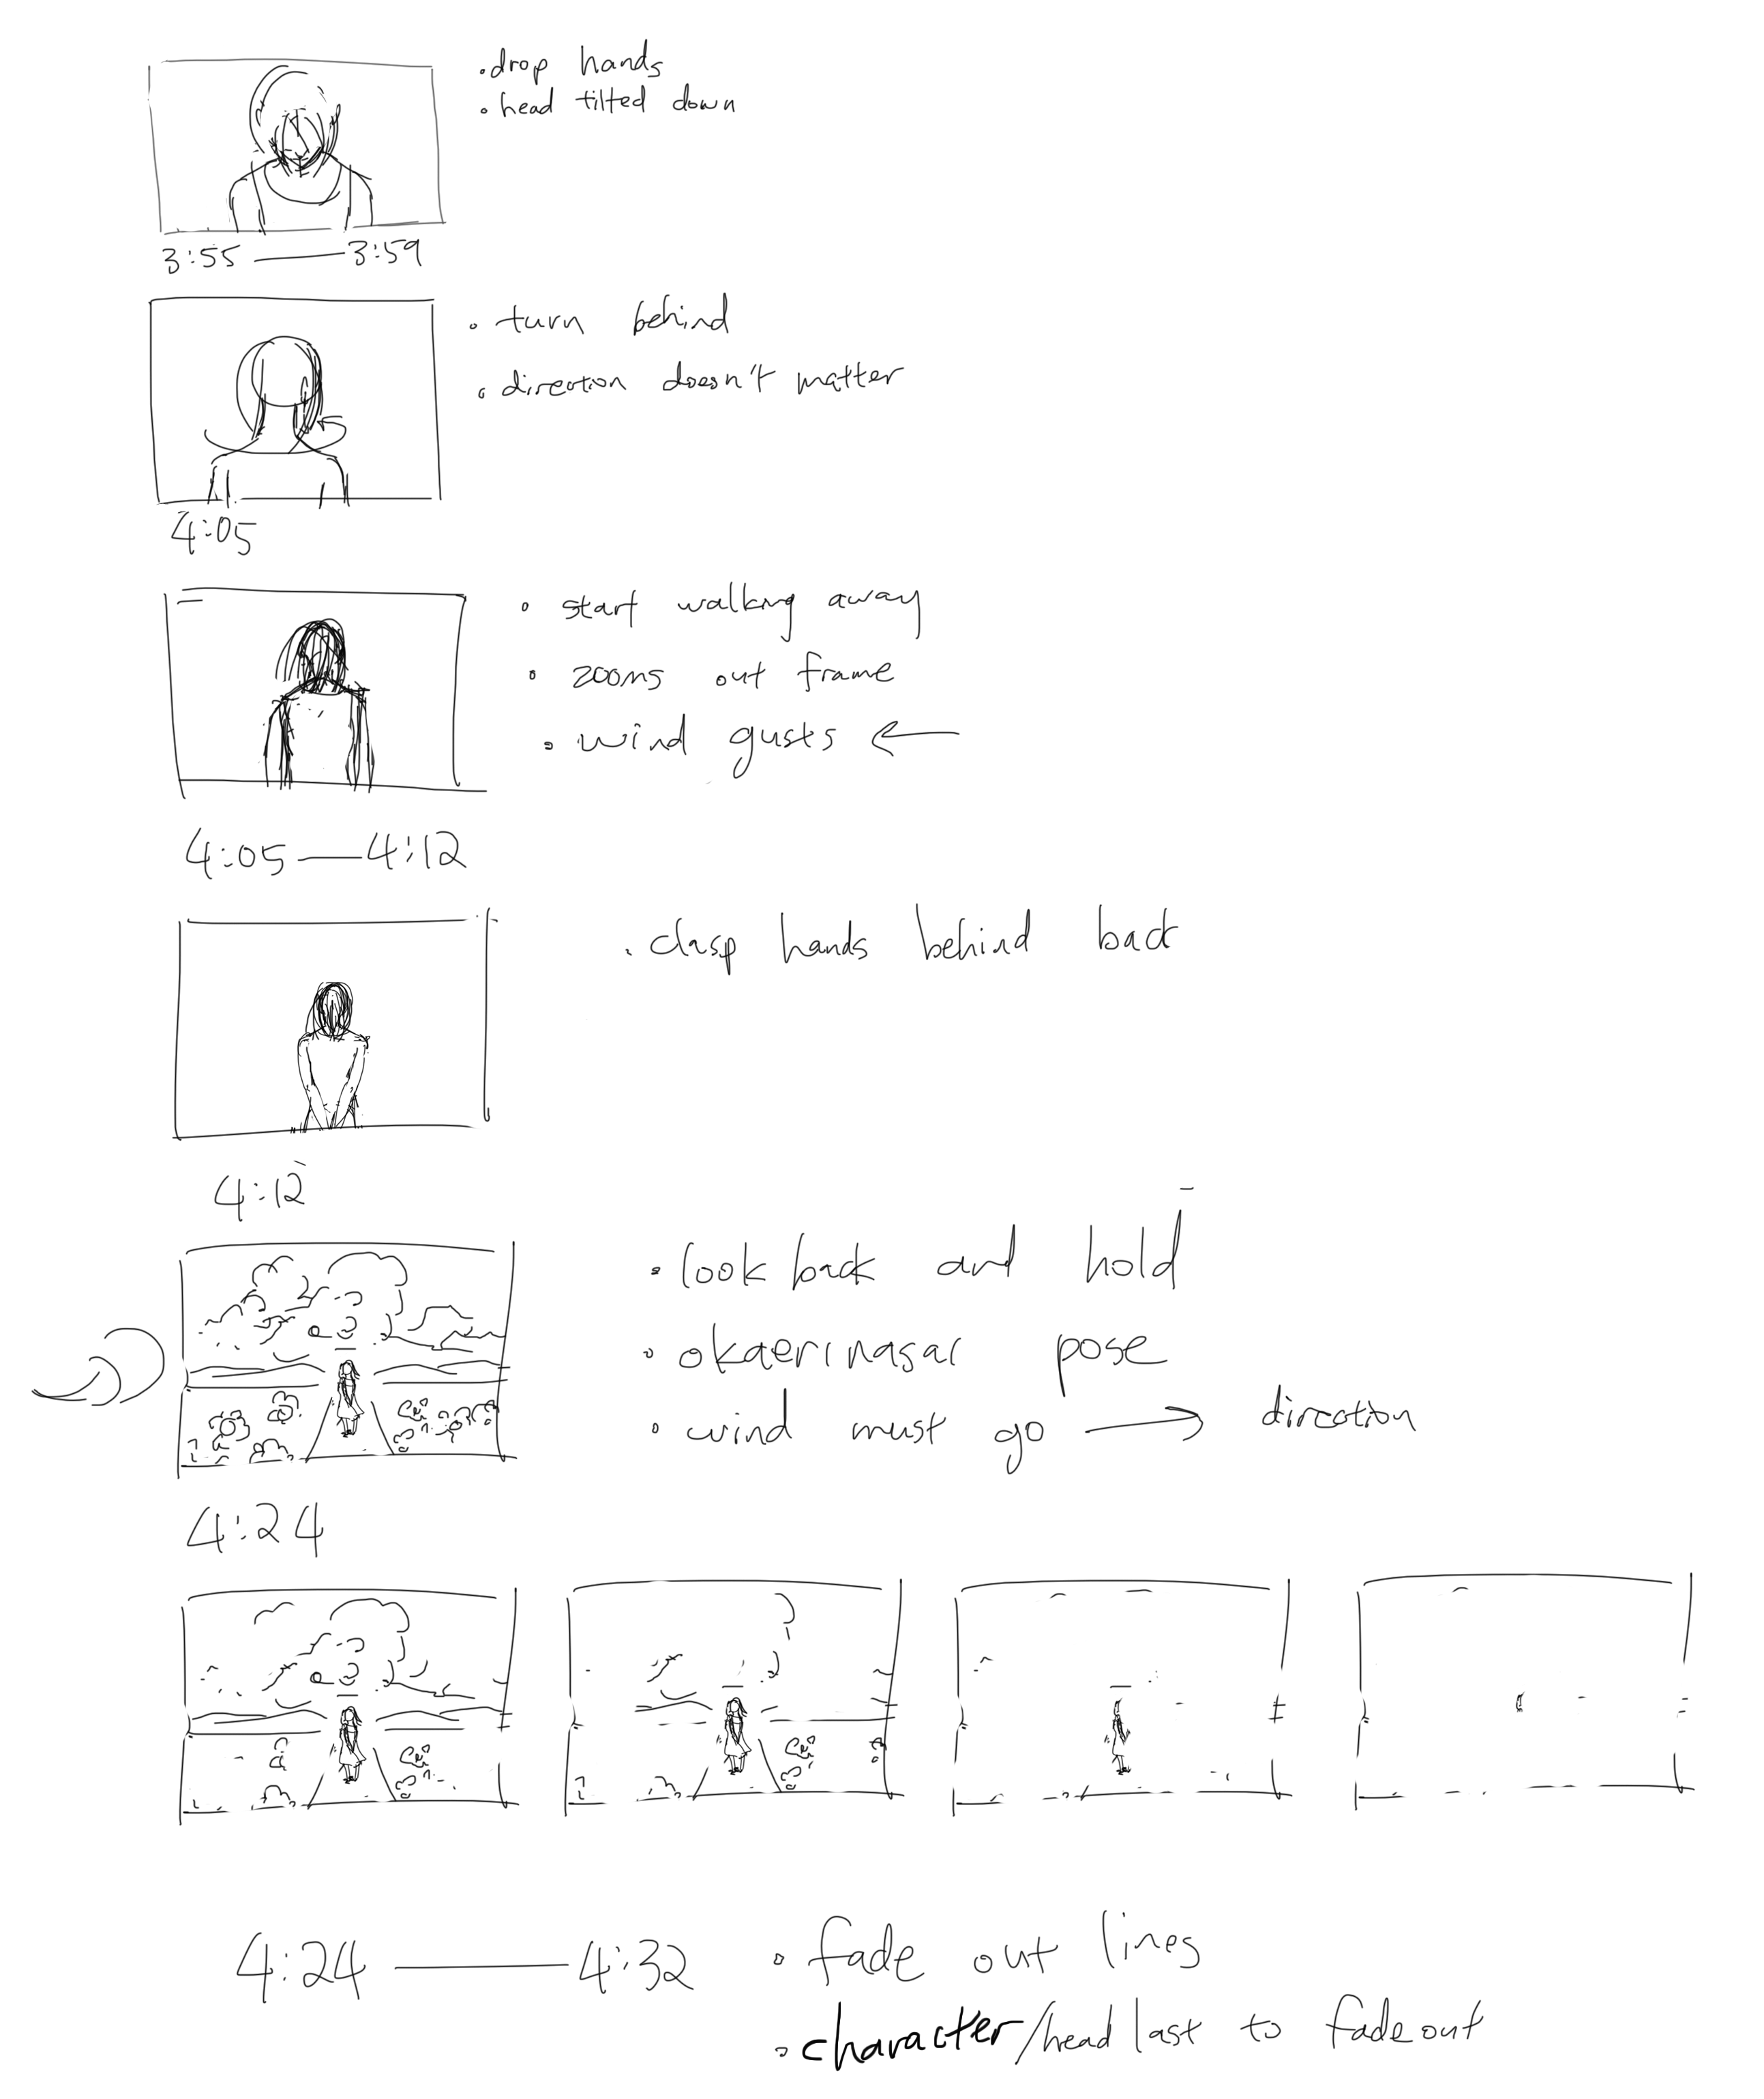 • drop hands
• head tilted down
3:55 — 3:59
• turn behind
• direction doesn't matter
4:05
• start walking away
• zooms out frame
• wind gusts ←
4:05 — 4:12
• clasp hands behind back
4:12
• look back and hold
• okaerinasai pose
• wind must go → direction
4:24
4:24 — 4:32
• fade out lines
• character/head last to fade out